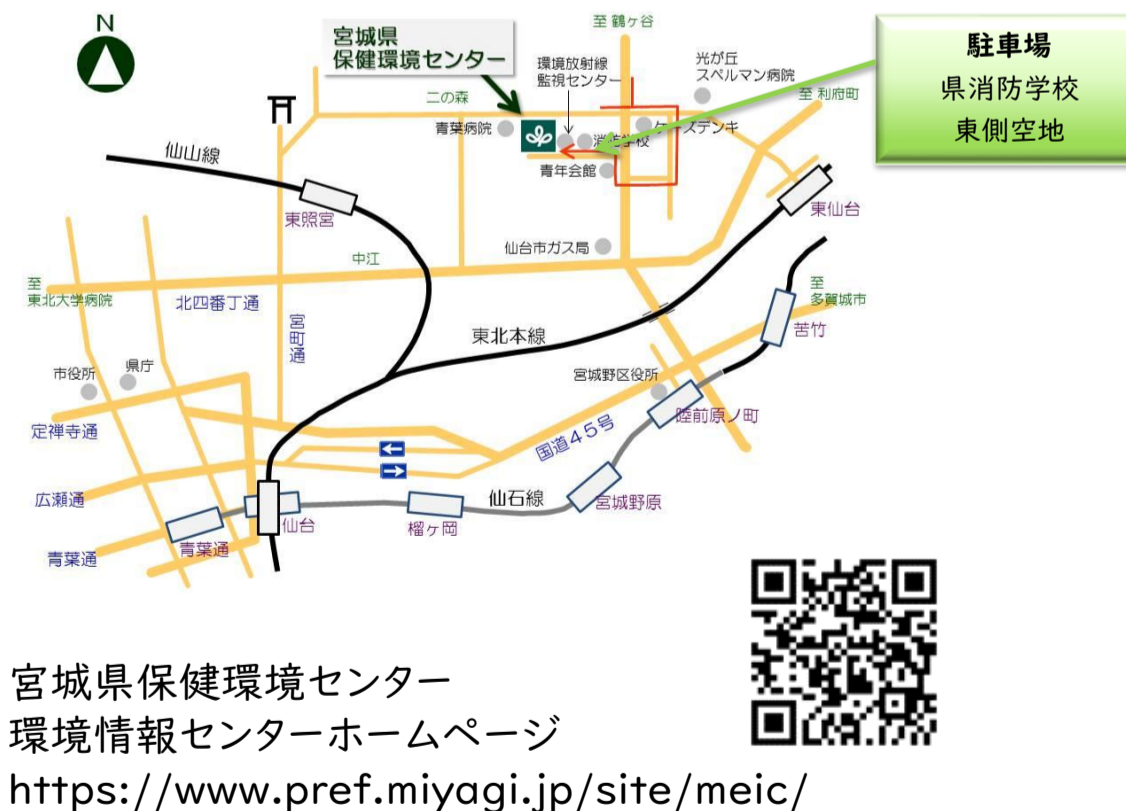 N
宮城県
保健環境センター
至 鶴ヶ谷
駐車場
県消防学校
東側空地
環境放射線
監視センター
光が丘
スペルマン病院
至 利府町
二の森
青葉病院
消防学校
ケーズデンキ
青年会館
仙山線
東照宮
東仙台
仙台市ガス局
中江
至
東北大学病院
北四番丁通
宮町通
至
多賀城市
苦竹
東北本線
市役所
県庁
宮城野区役所
陸前原ノ町
定禅寺通
国道45号
広瀬通
仙石線
宮城野原
仙台
榴ヶ岡
青葉通
青葉通
宮城県保健環境センター
環境情報センターホームページ
https://www.pref.miyagi.jp/site/meic/